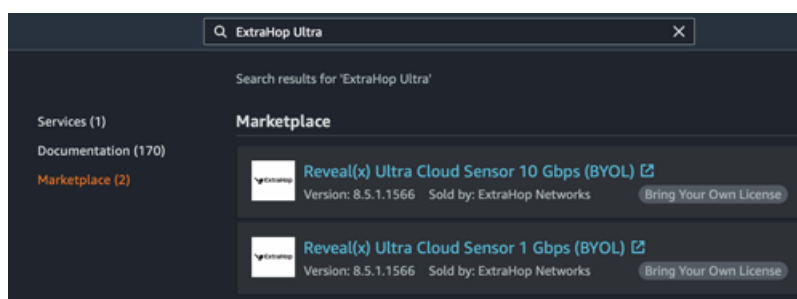 ExtraHop Ultra
Search results for 'ExtraHop Ultra'
Services (1)
Documentation (170)
Marketplace (2)
Marketplace
ExtraHop
Reveal(x) Ultra Cloud Sensor 10 Gbps (BYOL)
Version: 8.5.1.1566 Sold by: ExtraHop Networks Bring Your Own License
ExtraHop
Reveal(x) Ultra Cloud Sensor 1 Gbps (BYOL)
Version: 8.5.1.1566 Sold by: ExtraHop Networks Bring Your Own License